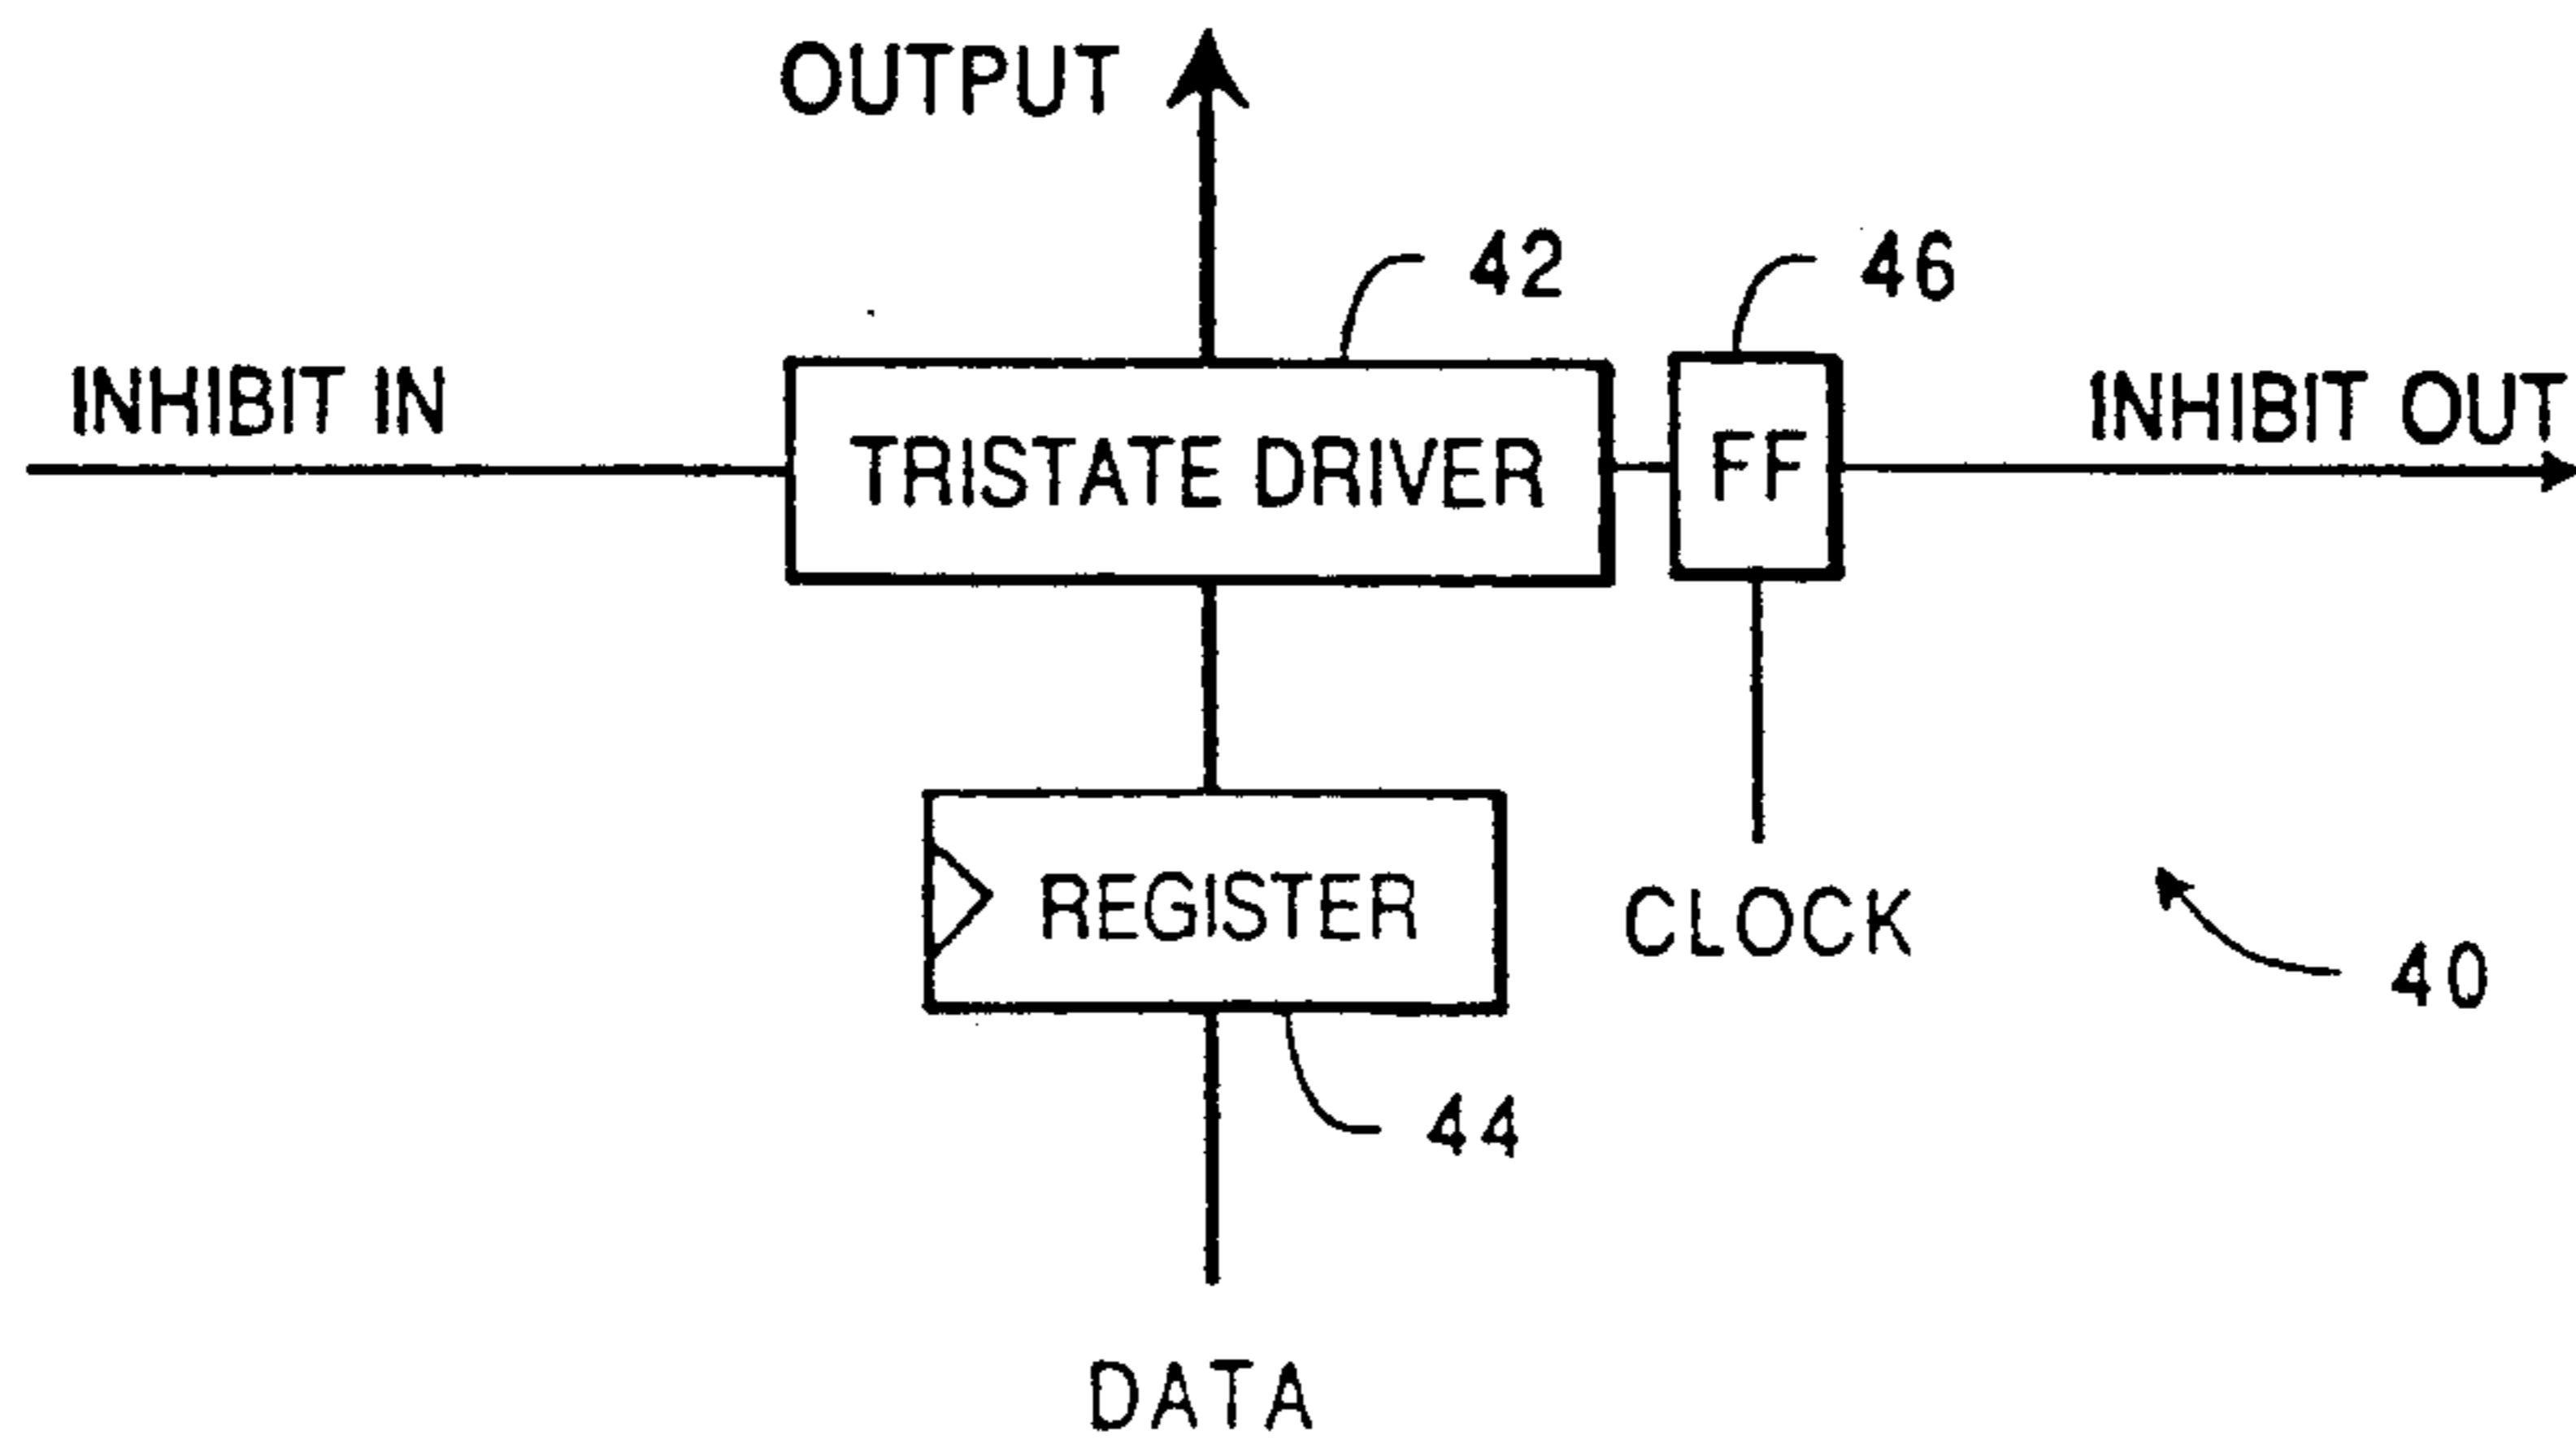 OUTPUT
42
46
INHIBIT IN
INHIBIT OUT
TRISTATE DRIVER
FF
REGISTER
CLOCK
40
44
DATA